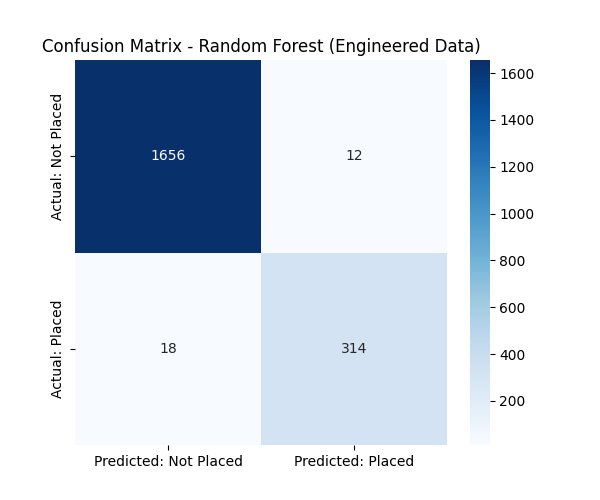 Confusion Matrix - Random Forest (Engineered Data)
Actual: Not Placed
1656
12
Actual: Placed
18
314
Predicted: Not Placed
Predicted: Placed
1600
1400
1200
1000
800
600
400
200